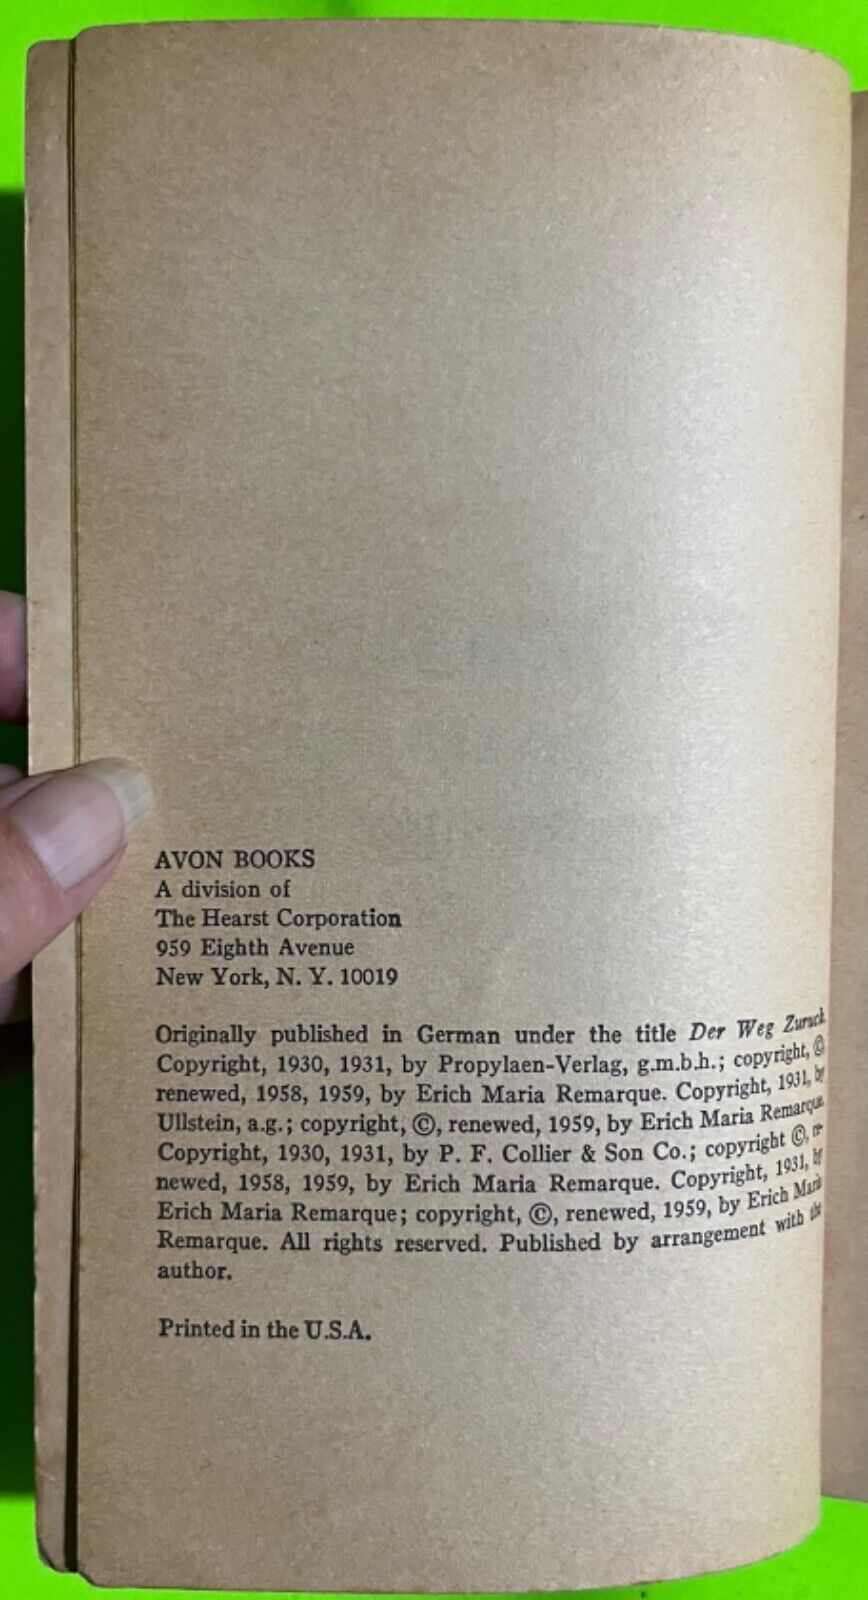 AVON BOOKS
A division of
The Hearst Corporation
959 Eighth Avenue
New York, N. Y. 10019
Originally published in German under the title Der Weg Zuruck
Copyright, 1930, 1931, by Propylaen-Verlag, g.m.b.h.; copyright, ©
renewed, 1958, 1959, by Erich Maria Remarque. Copyright, 1931, by
Ullstein, a.g.; copyright, ©, renewed, 1959, by Erich Maria Remarque.
Copyright, 1930, 1931, by P. F. Collier & Son Co.; copyright ©, re-
newed, 1958, 1959, by Erich Maria Remarque. Copyright, 1931, by
Erich Maria Remarque; copyright, ©, renewed, 1959, by Erich Maria
Remarque. All rights reserved. Published by arrangement with the
author.
Printed in the U.S.A.